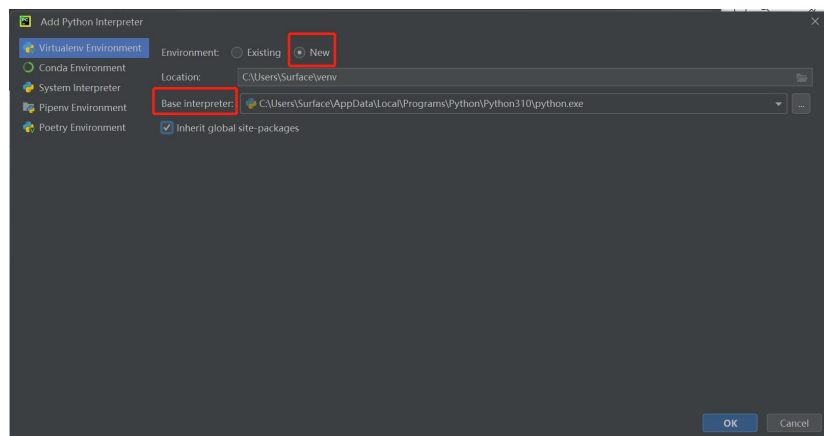 Add Python Interpreter
Virtualenv Environment
Conda Environment
System Interpreter
Pipenv Environment
Poetry Environment
Environment: Existing New
Location: C:\Users\Surface\venv
Base interpreter: C:\Users\Surface\AppData\Local\Programs\Python\Python310\python.exe ...
Inherit global site-packages
OK Cancel